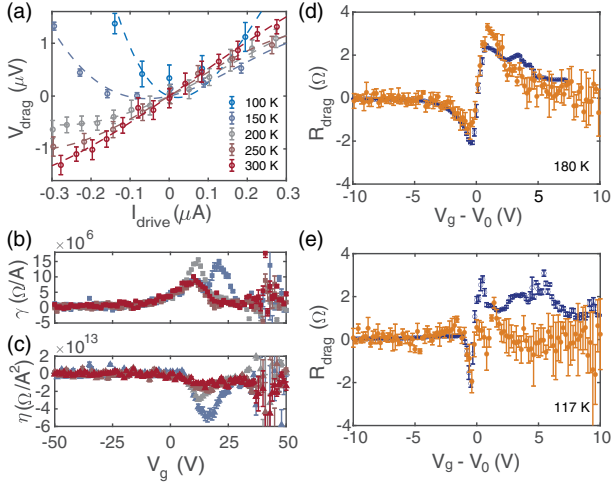 (a)
V_drag (μV)
1
0
-1
100 K
150 K
200 K
250 K
300 K
-0.3 -0.2 -0.1 0 0.1 0.2 0.3
I_drive (μA)
(b)
×10^6
γ (Ω/A)
15
10
5
0
-5
(c)
×10^13
η (Ω/A^2)
2
0
-2
-4
-6
-50 -25 0 25 50
V_g (V)
(d)
R_drag (Ω)
4
2
0
-2
-4
180 K
-10 -5 0 5 10
V_g - V_0 (V)
(e)
R_drag (Ω)
4
2
0
-2
-4
117 K
-10 -5 0 5 10
V_g - V_0 (V)